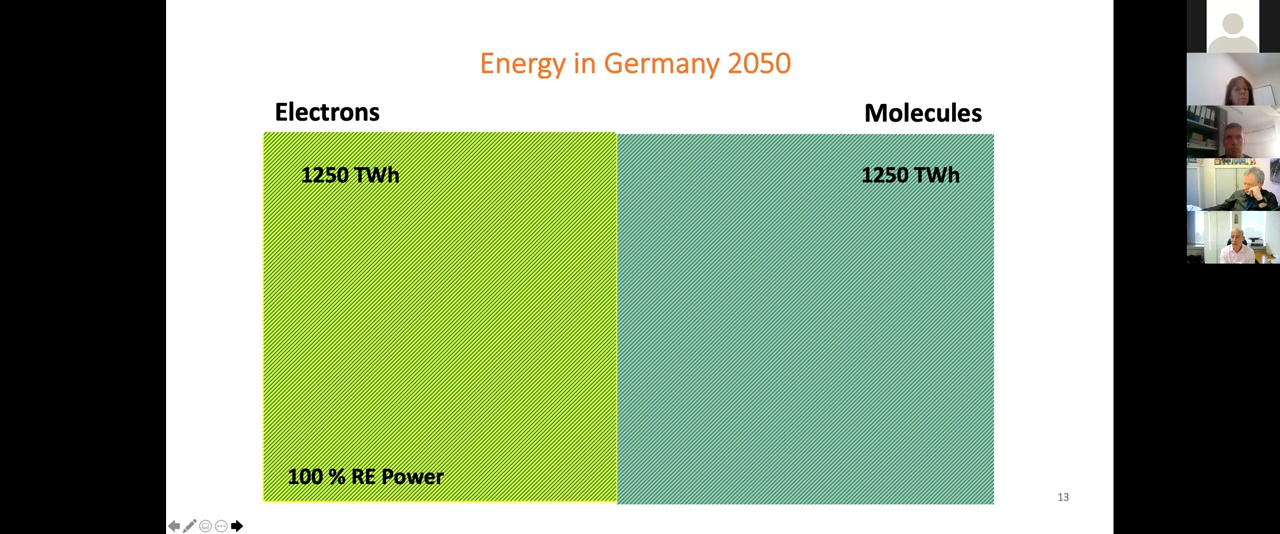 Energy in Germany 2050
Electrons
Molecules
1250 TWh
1250 TWh
100 % RE Power
13